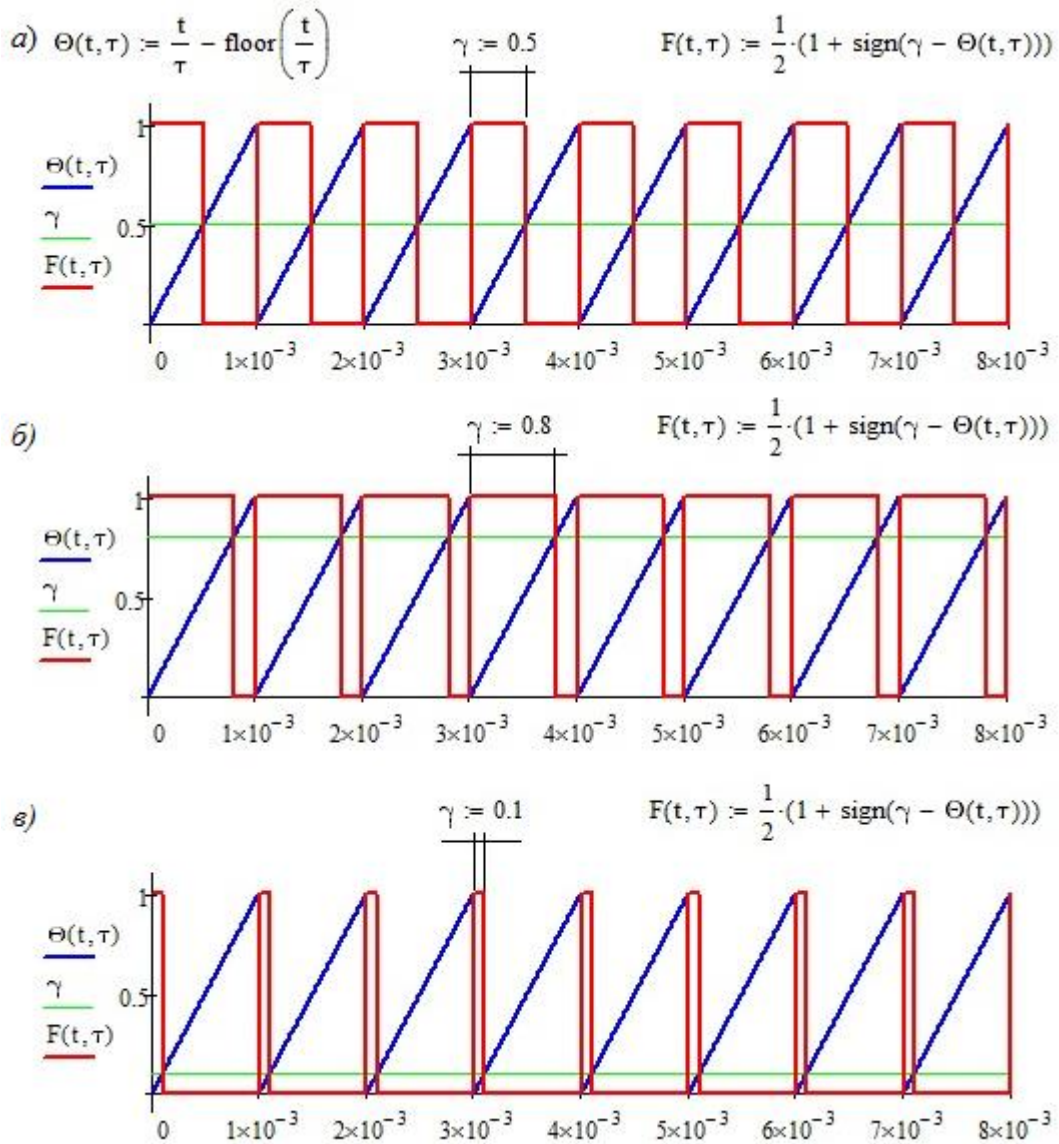 а) Θ(t,τ) := t/τ − floor(t/τ) γ := 0.5 F(t,τ) := 1/2·(1 + sign(γ − Θ(t,τ)))
1
Θ(t,τ)
γ
0.5
F(t,τ)
0 1×10⁻³ 2×10⁻³ 3×10⁻³ 4×10⁻³ 5×10⁻³ 6×10⁻³ 7×10⁻³ 8×10⁻³
б) γ := 0.8 F(t,τ) := 1/2·(1 + sign(γ − Θ(t,τ)))
1
Θ(t,τ)
γ
0.5
F(t,τ)
0 1×10⁻³ 2×10⁻³ 3×10⁻³ 4×10⁻³ 5×10⁻³ 6×10⁻³ 7×10⁻³ 8×10⁻³
в) γ := 0.1 F(t,τ) := 1/2·(1 + sign(γ − Θ(t,τ)))
1
Θ(t,τ)
γ
0.5
F(t,τ)
0 1×10⁻³ 2×10⁻³ 3×10⁻³ 4×10⁻³ 5×10⁻³ 6×10⁻³ 7×10⁻³ 8×10⁻³